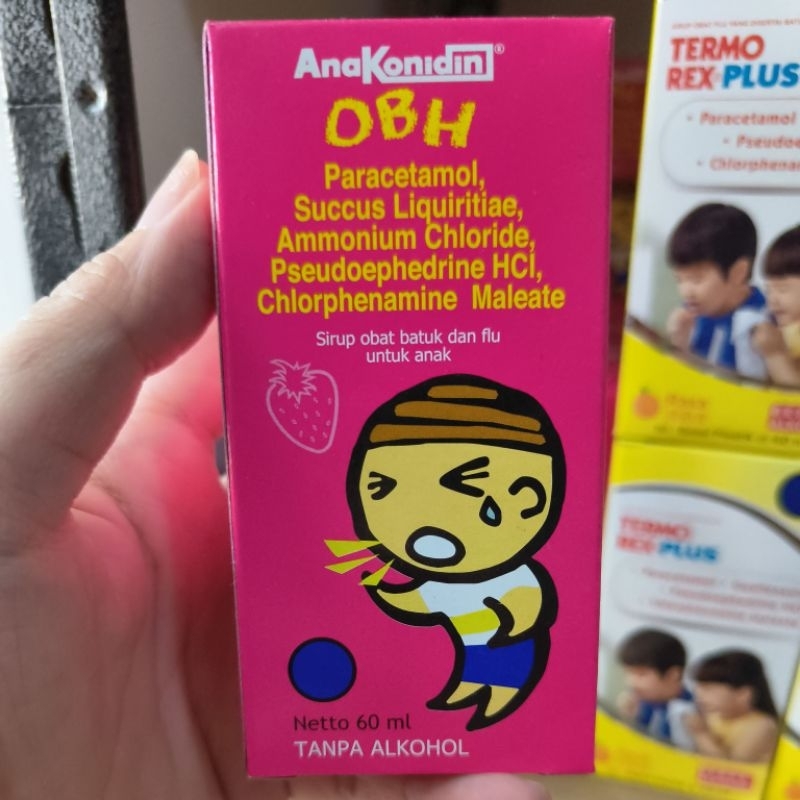 AnaKonidin®
OBH
Paracetamol,
Succus Liquiritiae,
Ammonium Chloride,
Pseudoephedrine HCl,
Chlorphenamine Maleate
Sirup obat batuk dan flu
untuk anak
Netto 60 ml
TANPA ALKOHOL
TERMO
REX PLUS
• Paracetamol
TERMO
REX PLUS